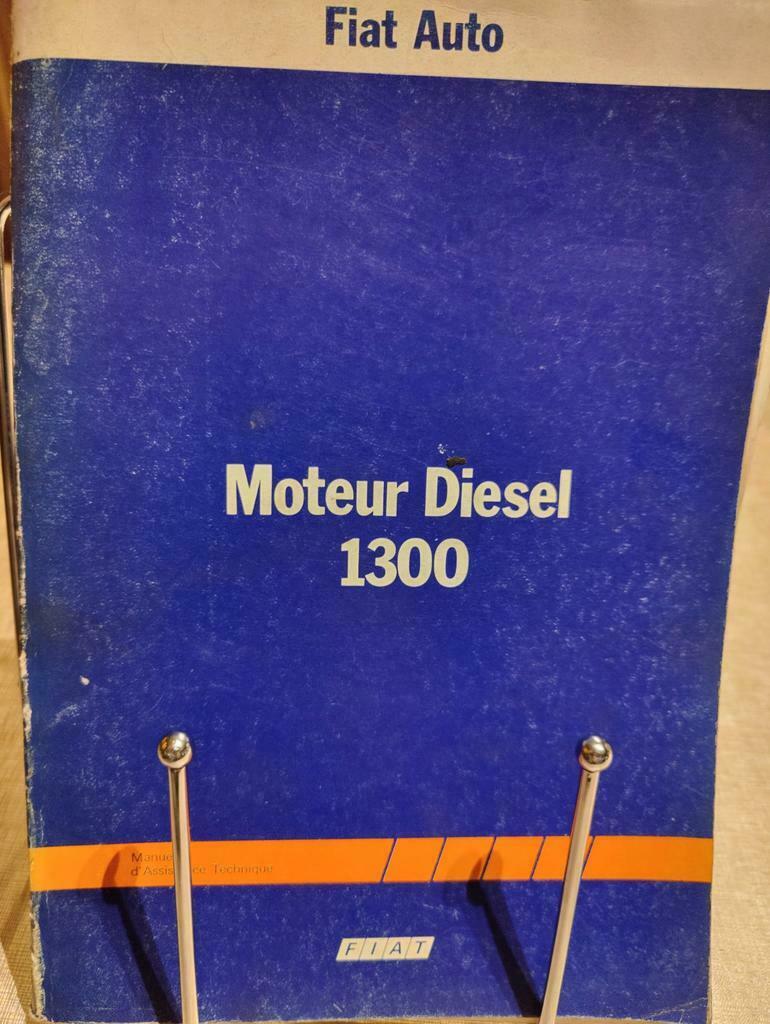 Fiat Auto
Moteur Diesel
1300
Technique
FIAT